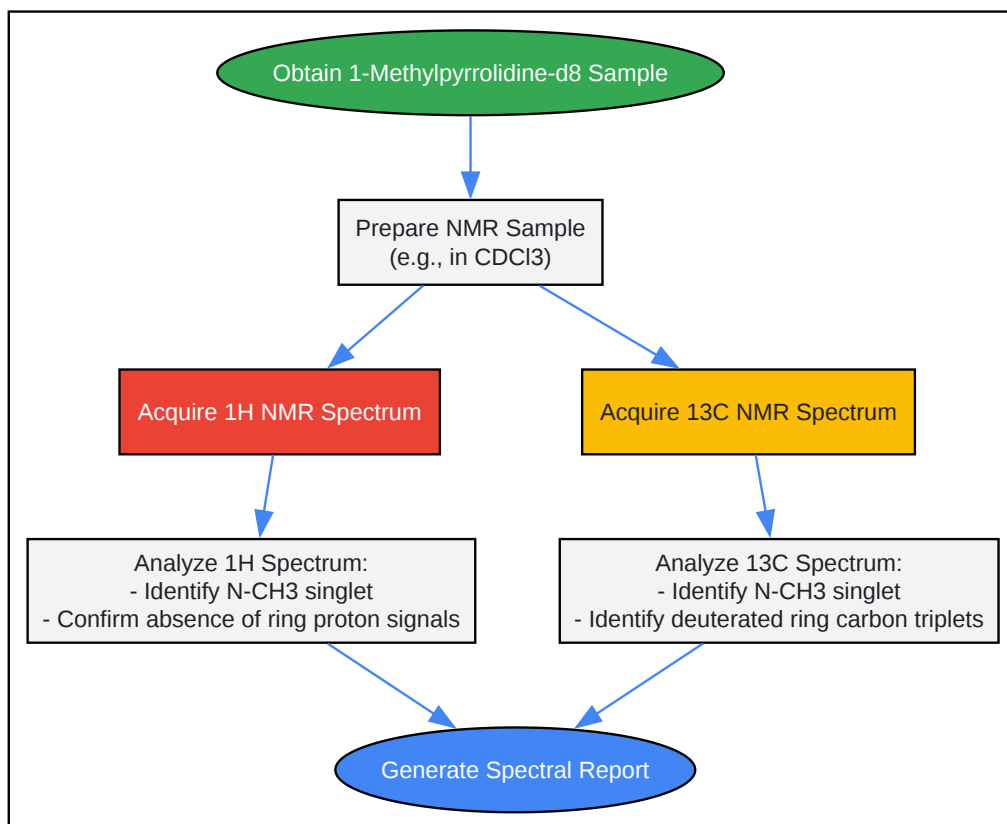 Obtain 1-Methylpyrrolidine-d8 Sample
Prepare NMR Sample
(e.g., in CDCl3)
Acquire 1H NMR Spectrum
Acquire 13C NMR Spectrum
Analyze 1H Spectrum:
- Identify N-CH3 singlet
- Confirm absence of ring proton signals
Analyze 13C Spectrum:
- Identify N-CH3 singlet
- Identify deuterated ring carbon triplets
Generate Spectral Report